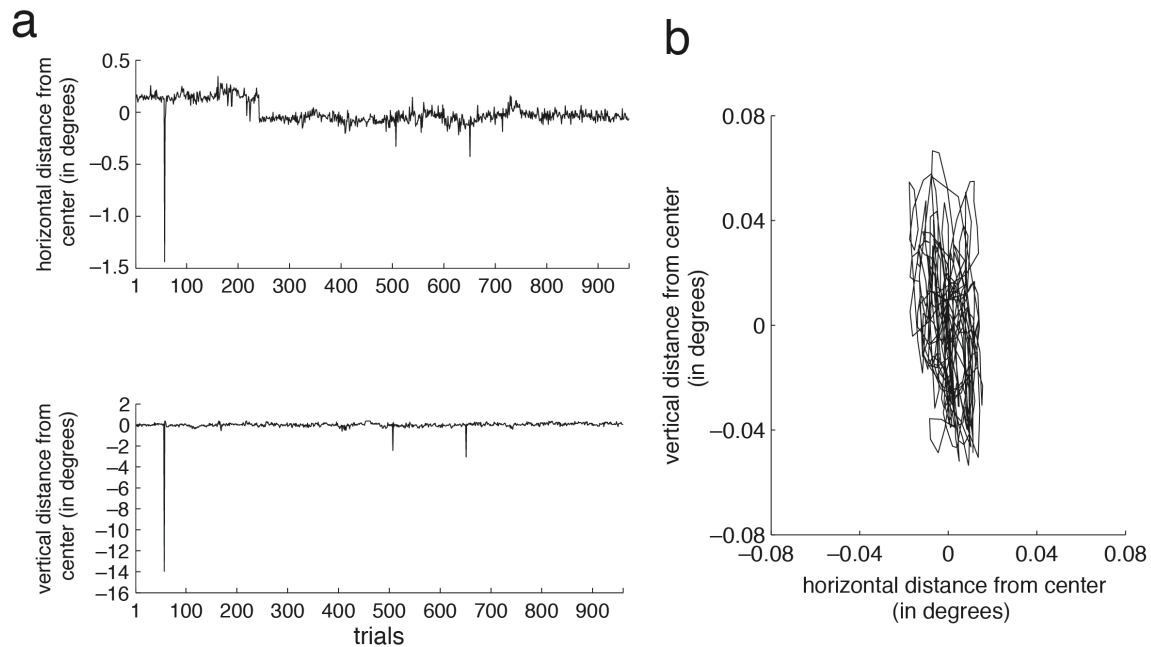 a
horizontal distance from
center (in degrees)
0.5
0
–0.5
–1.0
–1.5
1 100 200 300 400 500 600 700 800 900
vertical distance from
center (in degrees)
2
0
–2
–4
–6
–8
–10
–12
–14
–16
1 100 200 300 400 500 600 700 800 900
trials
b
vertical distance from center
(in degrees)
0.08
0.04
0
–0.04
–0.08
–0.08 –0.04 0 0.04 0.08
horizontal distance from center
(in degrees)